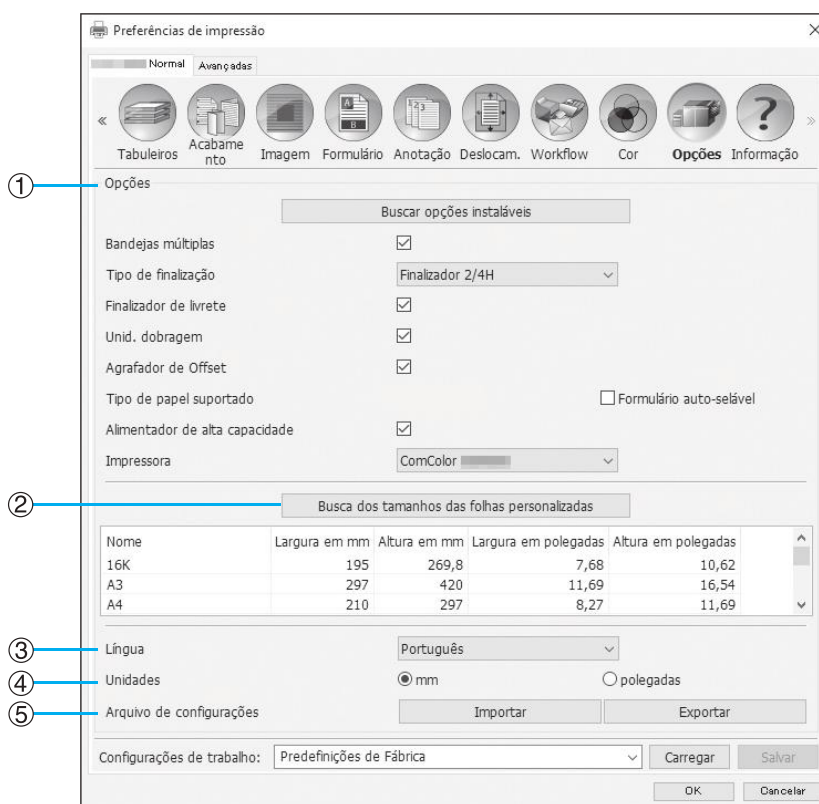 Preferências de impressão
Normal Avançadas
Tabuleiros Acabame
nto Imagem Formulário Anotação Deslocam. Workflow Cor Opções Informação
① Opções
Buscar opções instaláveis
Bandejas múltiplas
Tipo de finalização Finalizador 2/4H
Finalizador de livrete
Unid. dobragem
Agrafador de Offset
Tipo de papel suportado Formulário auto-selável
Alimentador de alta capacidade
Impressora ComColor
② Busca dos tamanhos das folhas personalizadas
Nome Largura em mm Altura em mm Largura em polegadas Altura em polegadas
16K 195 269,8 7,68 10,62
A3 297 420 11,69 16,54
A4 210 297 8,27 11,69
③ Língua Português
④ Unidades mm polegadas
⑤ Arquivo de configurações Importar Exportar
Configurações de trabalho: Predefinições de Fábrica Carregar Salvar
OK Cancelar